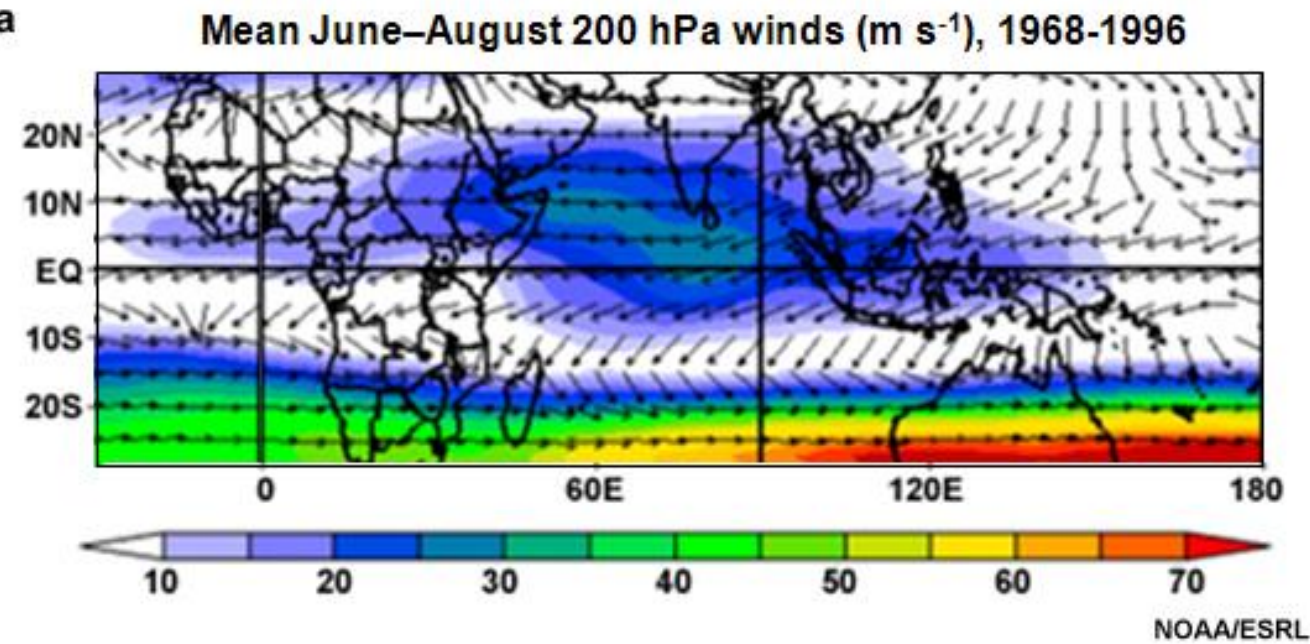 a
Mean June–August 200 hPa winds (m s-¹), 1968-1996
20N
10N
EQ
10S
20S
0 60E 120E 180
10 20 30 40 50 60 70
NOAA/ESRL